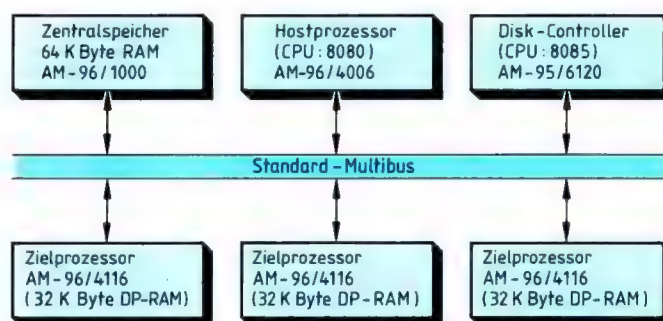 Zentralspeicher
64 K Byte RAM
AM-96/1000
Hostprozessor
(CPU: 8080)
AM-96/4006
Disk-Controller
(CPU: 8085)
AM-95/6120
Standard-Multibus
Zielprozessor
AM-96/4116
(32 K Byte DP-RAM)
Zielprozessor
AM-96/4116
(32 K Byte DP-RAM)
Zielprozessor
AM-96/4116
(32 K Byte DP-RAM)